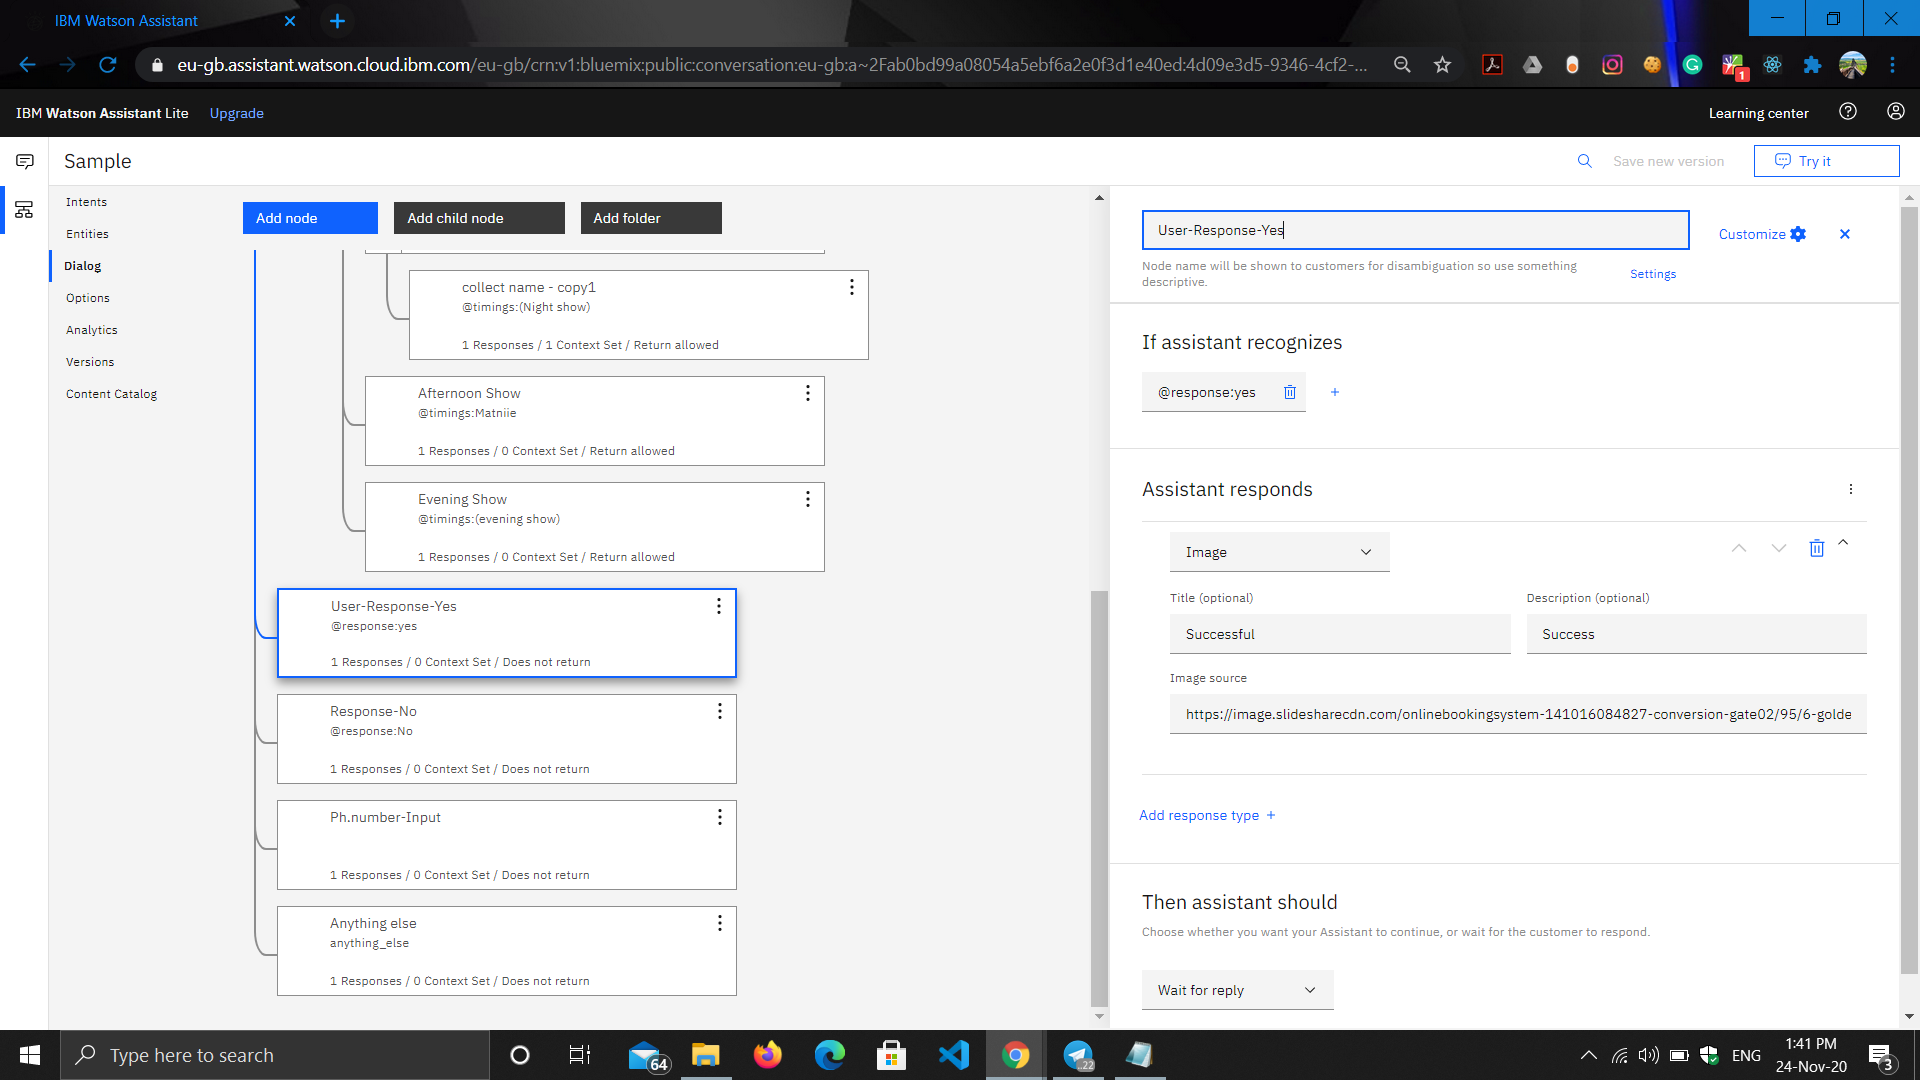 IBM Watson Assistant
eu-gb.assistant.watson.cloud.ibm.com/eu-gb/crn:v1:bluemix:public:conversation:eu-gb:a~2Fab0bd99a08054a5ebf6a2e0f3d1e40ed:4d09e3d5-9346-4cf2-...
1
IBM Watson Assistant Lite Upgrade
Learning center
Sample
Save new version
Try it
Intents
Entities
Dialog
Options
Analytics
Versions
Content Catalog
Add node
Add child node
Add folder
collect name - copy1
@timings:(Night show)
1 Responses / 1 Context Set / Return allowed
Afternoon Show
@timings:Matniie
1 Responses / 0 Context Set / Return allowed
Evening Show
@timings:(evening show)
1 Responses / 0 Context Set / Return allowed
User-Response-Yes
@response:yes
1 Responses / 0 Context Set / Does not return
Response-No
@response:No
1 Responses / 0 Context Set / Does not return
Ph.number-Input
1 Responses / 0 Context Set / Does not return
Anything else
anything_else
1 Responses / 0 Context Set / Does not return
User-Response-Yes
Customize
Node name will be shown to customers for disambiguation so use something
descriptive.
Settings
If assistant recognizes
@response:yes
Assistant responds
Image
Title (optional)
Description (optional)
Successful
Success
Image source
https://image.slidesharecdn.com/onlinebookingsystem-141016084827-conversion-gate02/95/6-golde
Add response type +
Then assistant should
Choose whether you want your Assistant to continue, or wait for the customer to respond.
Wait for reply
Type here to search
64
22
ENG
1:41 PM
24-Nov-20
3